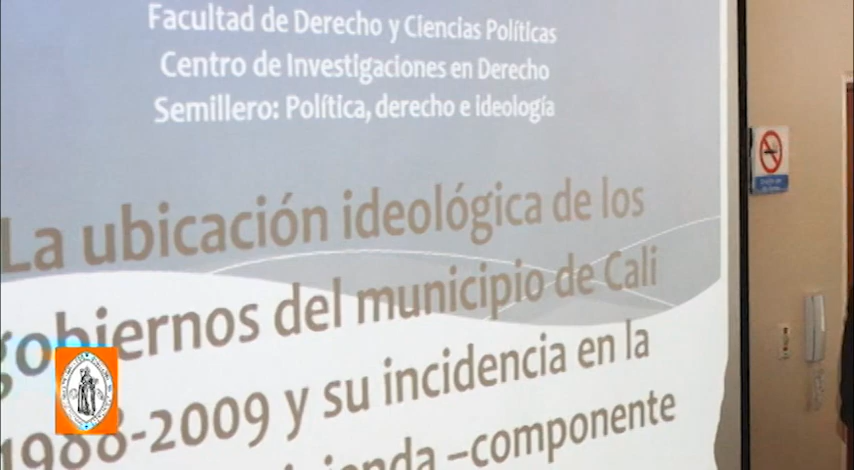 Facultad de Derecho y Ciencias Políticas
Centro de Investigaciones en Derecho
Semillero: Política, derecho e ideología
La ubicación ideológica de los
gobiernos del municipio de Cali
1988-2009 y su incidencia en la
–componente